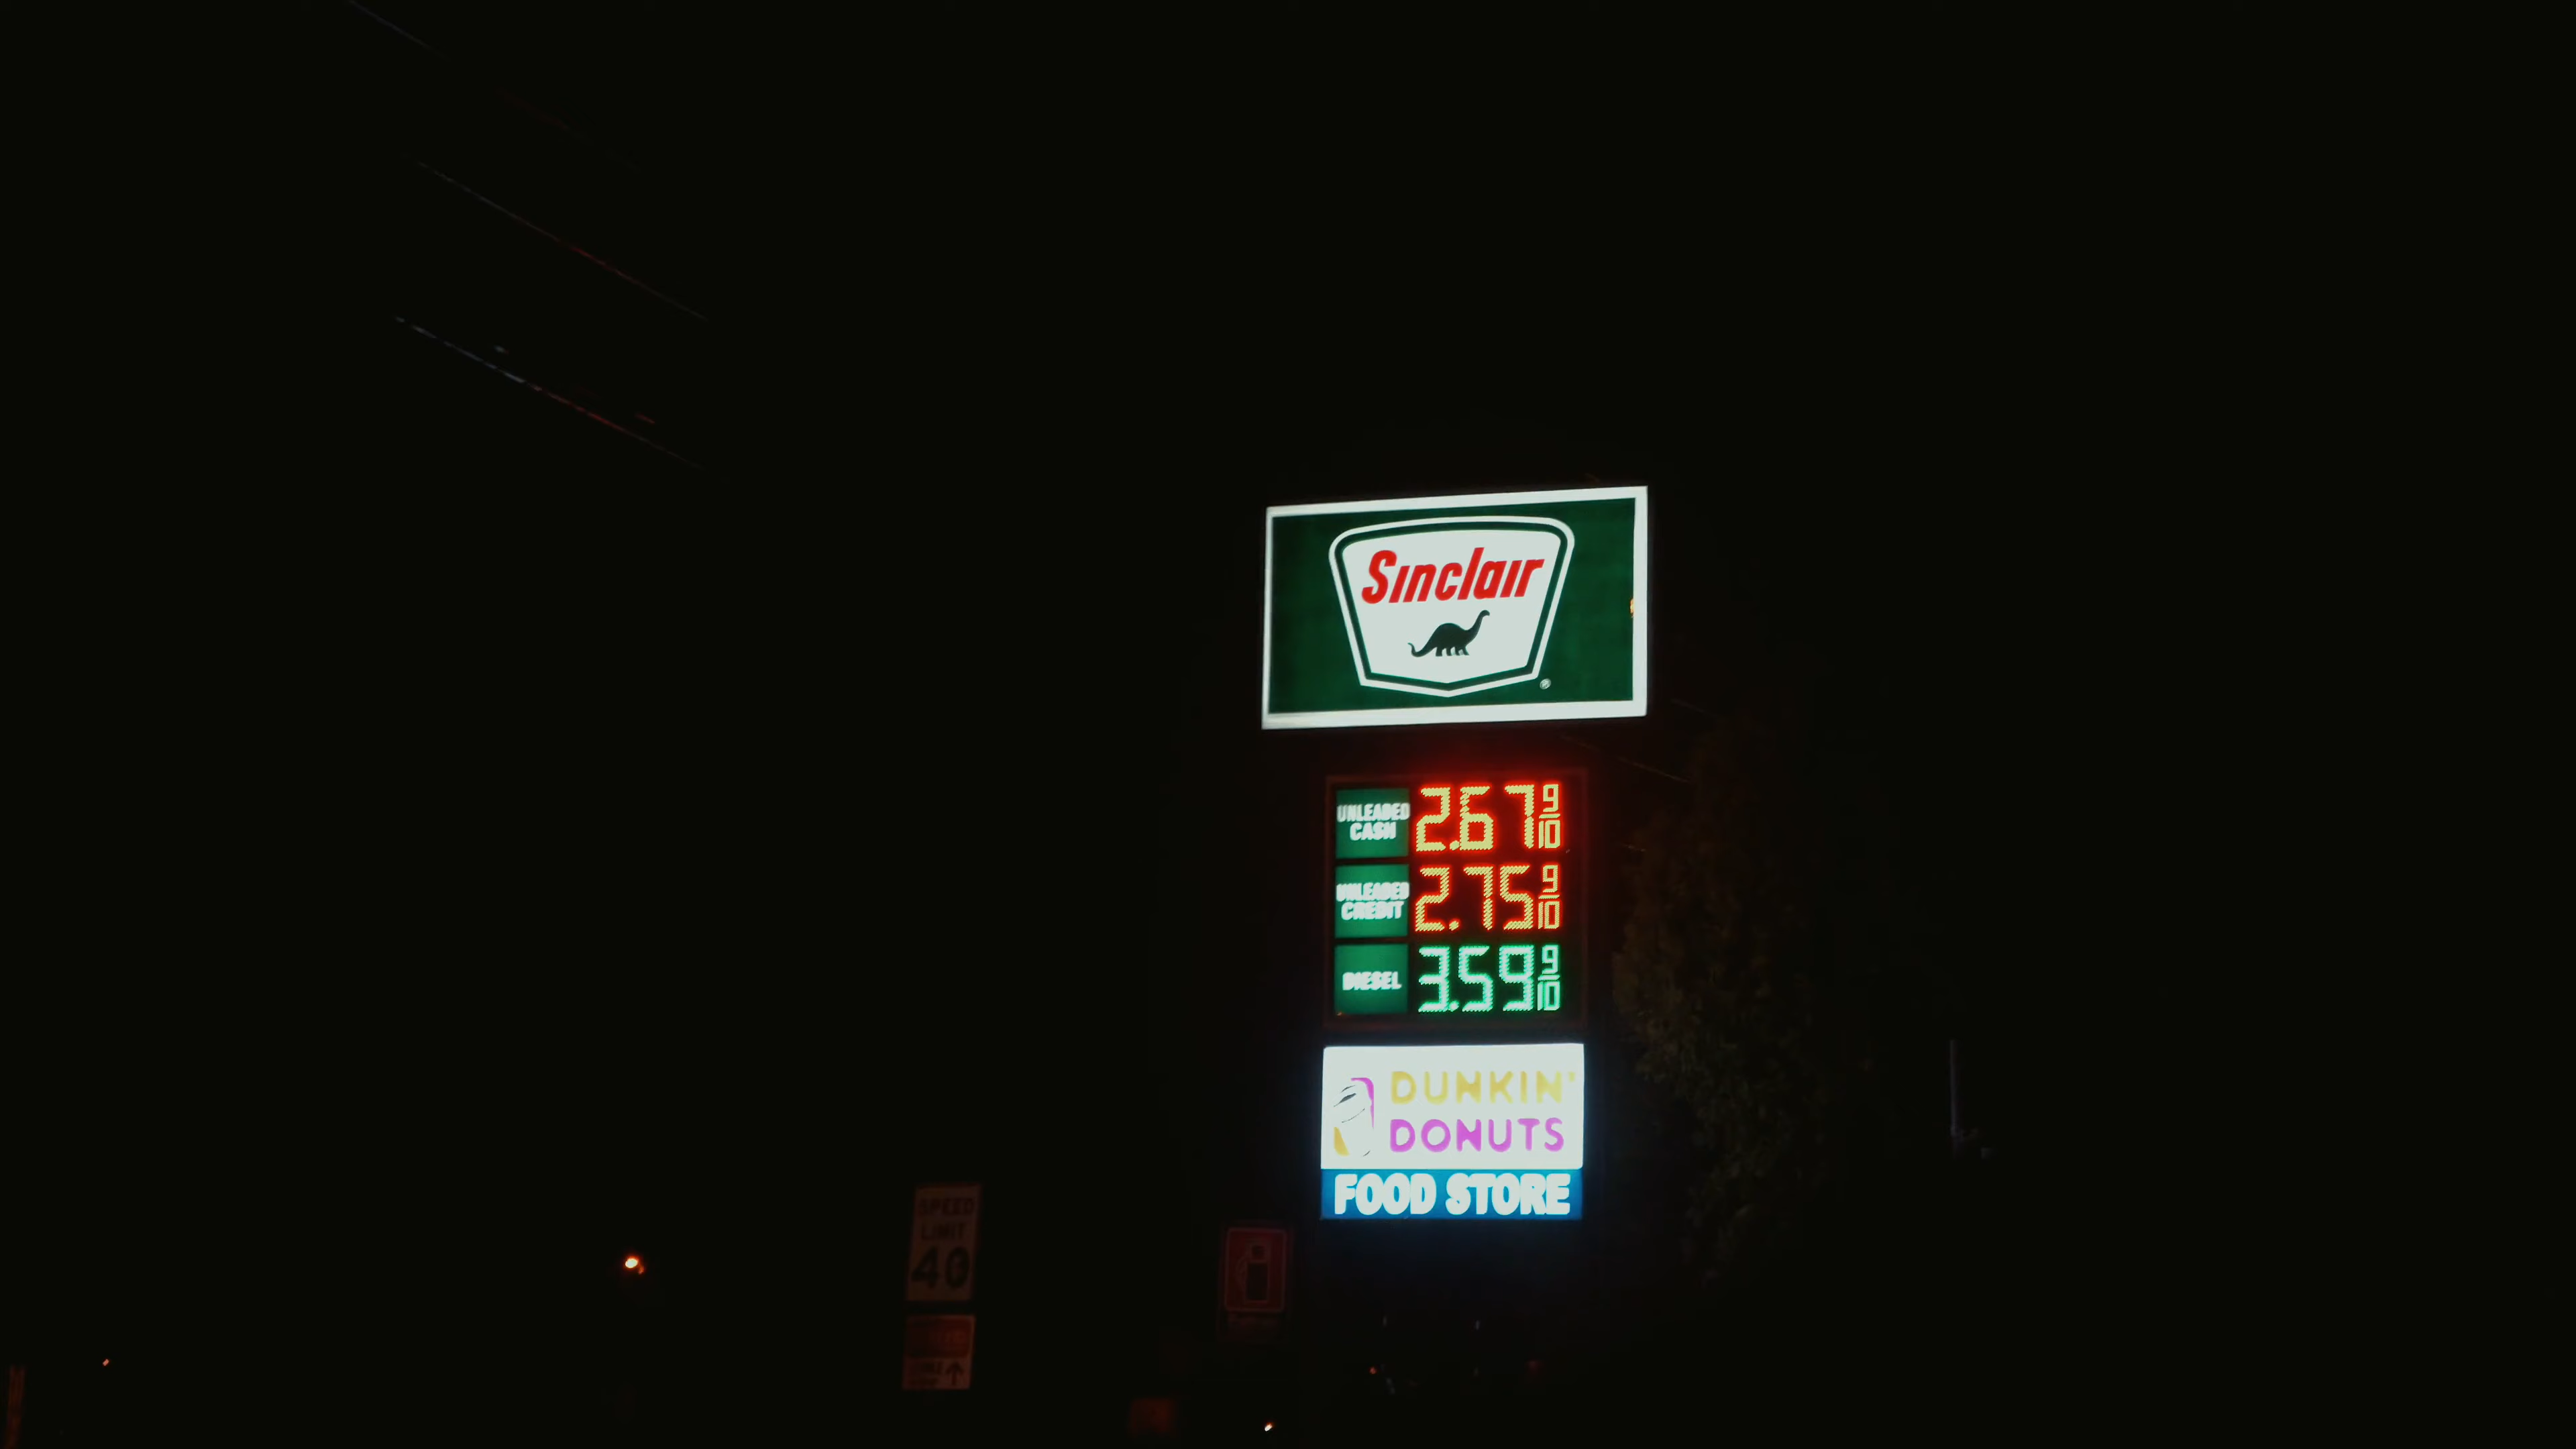 Sinclair
®
UNLEADED
CASH
2.67 9/10
UNLEADED
CREDIT
2.75 9/10
DIESEL
3.59 9/10
DUNKIN'
DONUTS
FOOD STORE
SPEED
LIMIT
40